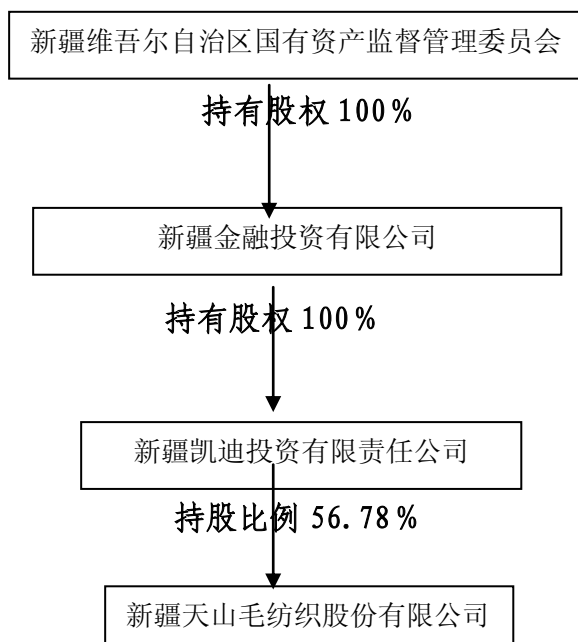 新疆维吾尔自治区国有资产监督管理委员会
持有股权 100%
新疆金融投资有限公司
持有股权 100%
新疆凯迪投资有限责任公司
持股比例 56.78%
新疆天山毛纺织股份有限公司